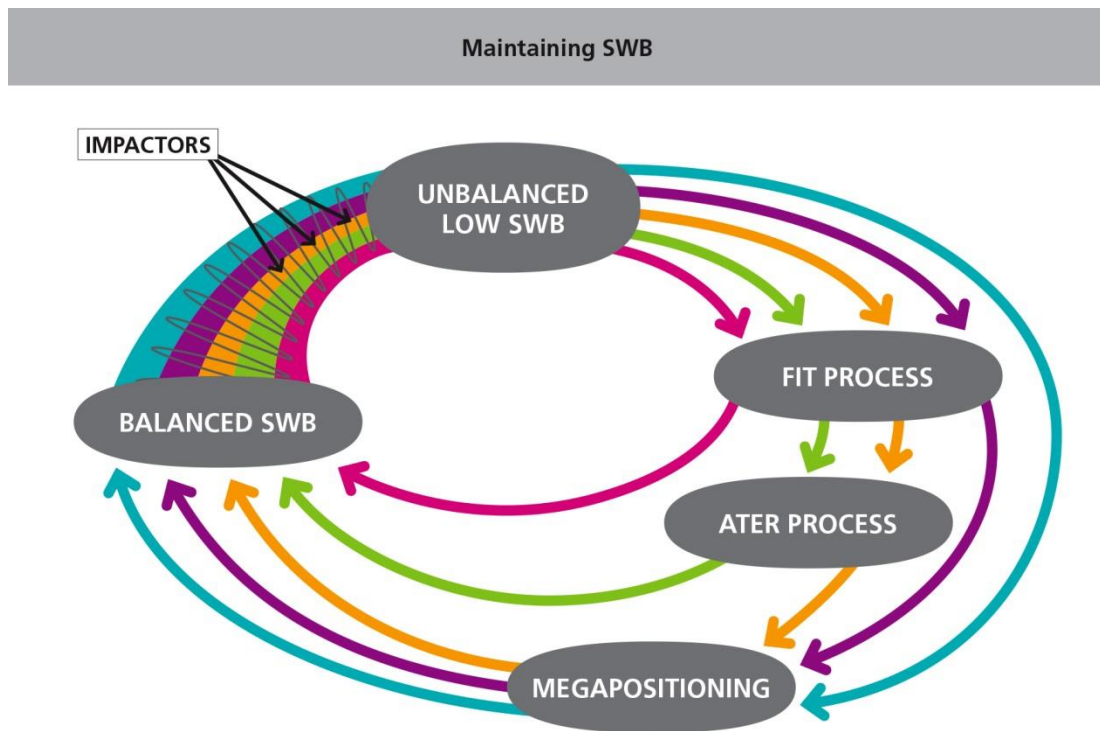 Maintaining SWB
IMPACTORS
UNBALANCED
LOW SWB
FIT PROCESS
BALANCED SWB
ATER PROCESS
MEGAPOSITIONING